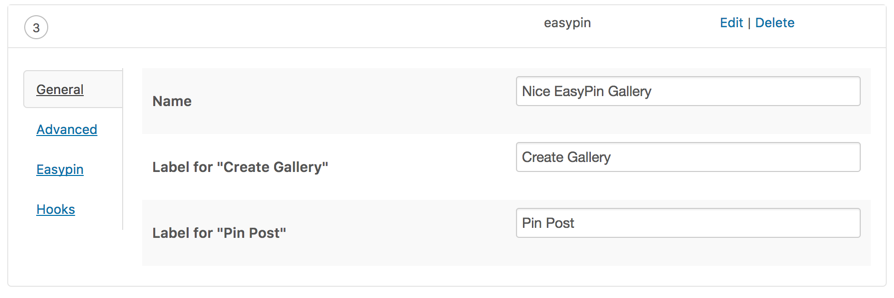 3 easypin Edit | Delete
General
Advanced
Easypin
Hooks
Name Nice EasyPin Gallery
Label for "Create Gallery" Create Gallery
Label for "Pin Post" Pin Post